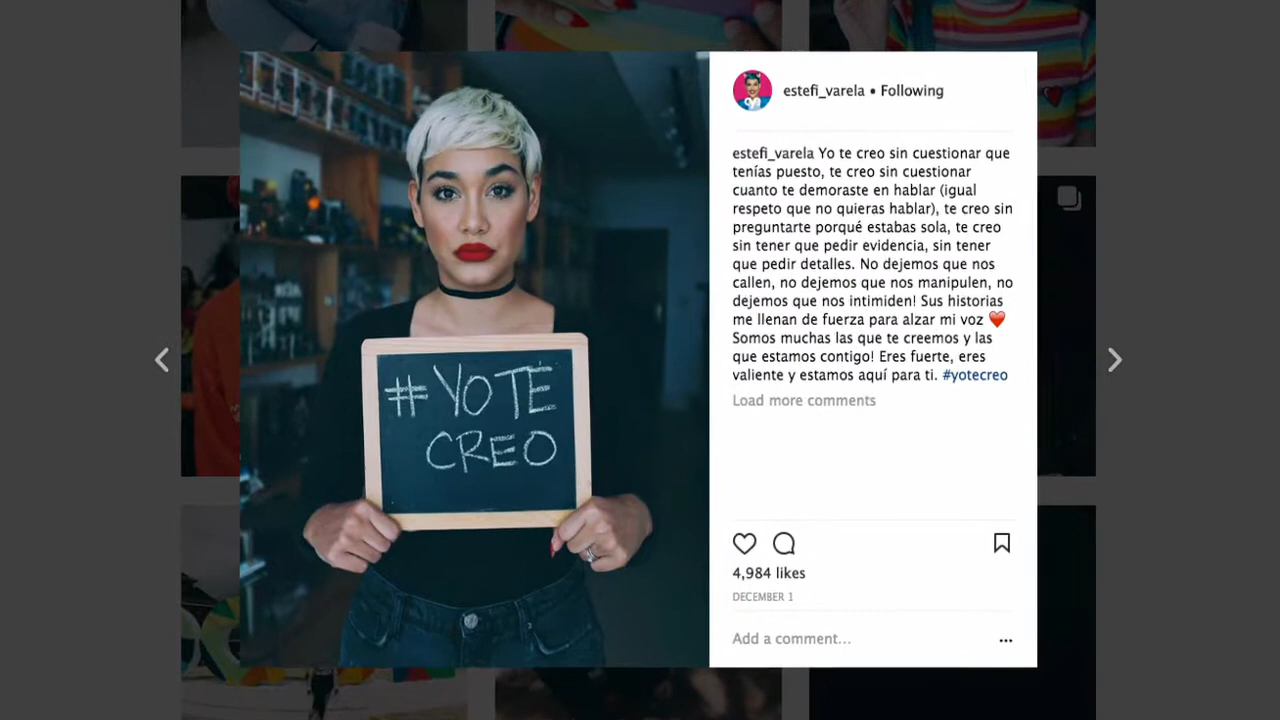 # YO TE
CREO
estefi_varela • Following
estefi_varela Yo te creo sin cuestionar que
tenías puesto, te creo sin cuestionar
cuanto te demoraste en hablar (igual
respeto que no quieras hablar), te creo sin
preguntarte porqué estabas sola, te creo
sin tener que pedir evidencia, sin tener
que pedir detalles. No dejemos que nos
callen, no dejemos que nos manipulen, no
dejemos que nos intimiden! Sus historias
me llenan de fuerza para alzar mi voz ❤️
Somos muchas las que te creemos y las
que estamos contigo! Eres fuerte, eres
valiente y estamos aquí para ti. #yotecreo
Load more comments
4,984 likes
DECEMBER 1
Add a comment...